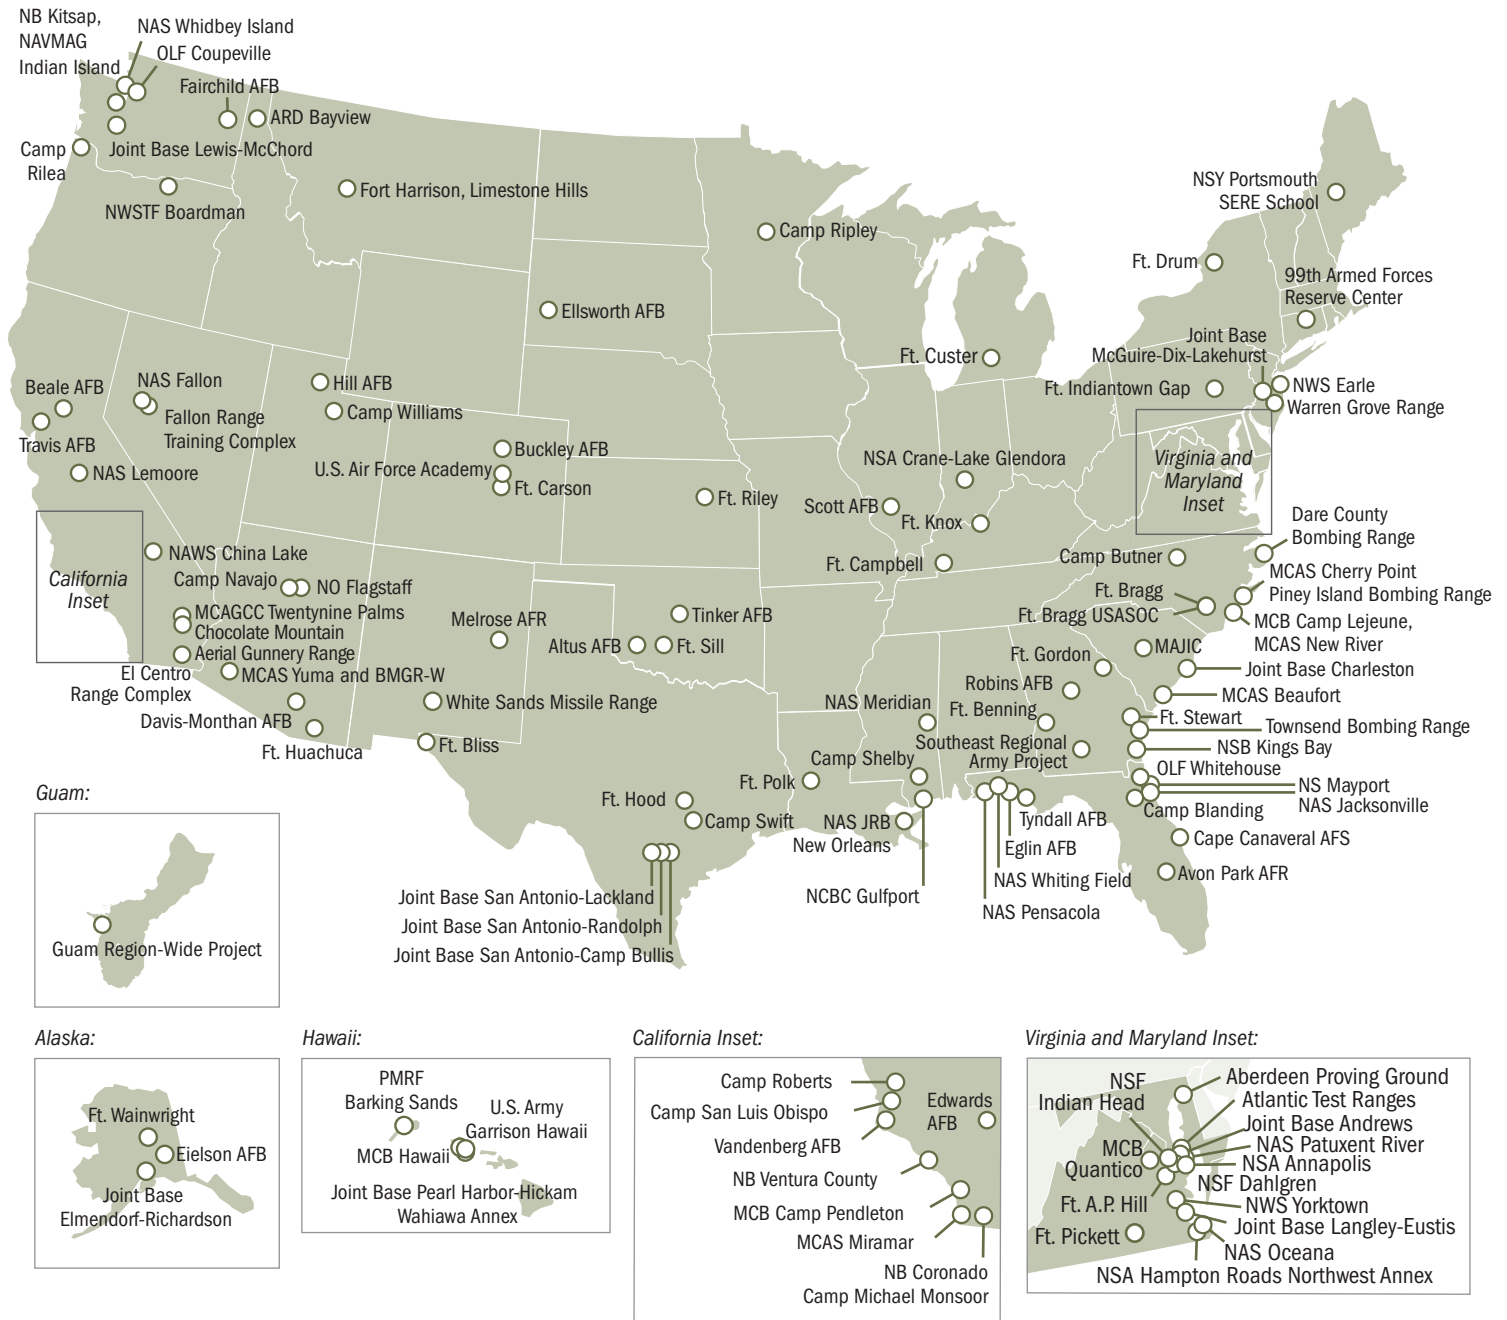 NB Kitsap,
NAVMAG
Indian Island
NAS Whidbey Island
OLF Coupeville
Fairchild AFB
ARD Bayview
Joint Base Lewis-McChord
Camp
Rilea
NWSTF Boardman
Fort Harrison, Limestone Hills
Camp Ripley
NSY Portsmouth
SERE School
Ft. Drum
99th Armed Forces
Reserve Center
Ellsworth AFB
Joint Base
McGuire-Dix-Lakehurst
Ft. Custer
Ft. Indiantown Gap
NWS Earle
Warren Grove Range
Beale AFB
NAS Fallon
Fallon Range
Training Complex
Travis AFB
NAS Lemoore
Hill AFB
Camp Williams
Buckley AFB
U.S. Air Force Academy
Ft. Carson
Ft. Riley
NSA Crane-Lake Glendora
Scott AFB
Ft. Knox
Ft. Campbell
Virginia and
Maryland
Inset
Dare County
Bombing Range
Camp Butner
MCAS Cherry Point
Piney Island Bombing Range
Ft. Bragg
Ft. Bragg USASOC
MCB Camp Lejeune,
MCAS New River
California
Inset
NAWS China Lake
Camp Navajo
NO Flagstaff
MCAGCC Twentynine Palms
Chocolate Mountain
Aerial Gunnery Range
El Centro
Range Complex
MCAS Yuma and BMGR-W
Davis-Monthan AFB
Ft. Huachuca
Melrose AFR
White Sands Missile Range
Ft. Bliss
Tinker AFB
Altus AFB
Ft. Sill
MAJIC
Ft. Gordon
Joint Base Charleston
Robins AFB
MCAS Beaufort
NAS Meridian
Ft. Benning
Ft. Stewart
Townsend Bombing Range
Southeast Regional
Army Project
NSB Kings Bay
Camp Shelby
OLF Whitehouse
NS Mayport
NAS Jacksonville
Camp Blanding
Ft. Polk
Ft. Hood
Camp Swift
NAS JRB
New Orleans
Tyndall AFB
Eglin AFB
NAS Whiting Field
NAS Pensacola
NCBC Gulfport
Cape Canaveral AFS
Avon Park AFR
Joint Base San Antonio-Lackland
Joint Base San Antonio-Randolph
Joint Base San Antonio-Camp Bullis
Guam:
Guam Region-Wide Project
Alaska:
Ft. Wainwright
Eielson AFB
Joint Base
Elmendorf-Richardson
Hawaii:
PMRF
Barking Sands
U.S. Army
Garrison Hawaii
MCB Hawaii
Joint Base Pearl Harbor-Hickam
Wahiawa Annex
California Inset:
Camp Roberts
Camp San Luis Obispo
Edwards
AFB
Vandenberg AFB
NB Ventura County
MCB Camp Pendleton
MCAS Miramar
NB Coronado
Camp Michael Monsoor
Virginia and Maryland Inset:
NSF
Indian Head
Aberdeen Proving Ground
Atlantic Test Ranges
Joint Base Andrews
NAS Patuxent River
NSA Annapolis
NSF Dahlgren
MCB
Quantico
Ft. A.P. Hill
NWS Yorktown
Joint Base Langley-Eustis
Ft. Pickett
NAS Oceana
NSA Hampton Roads Northwest Annex